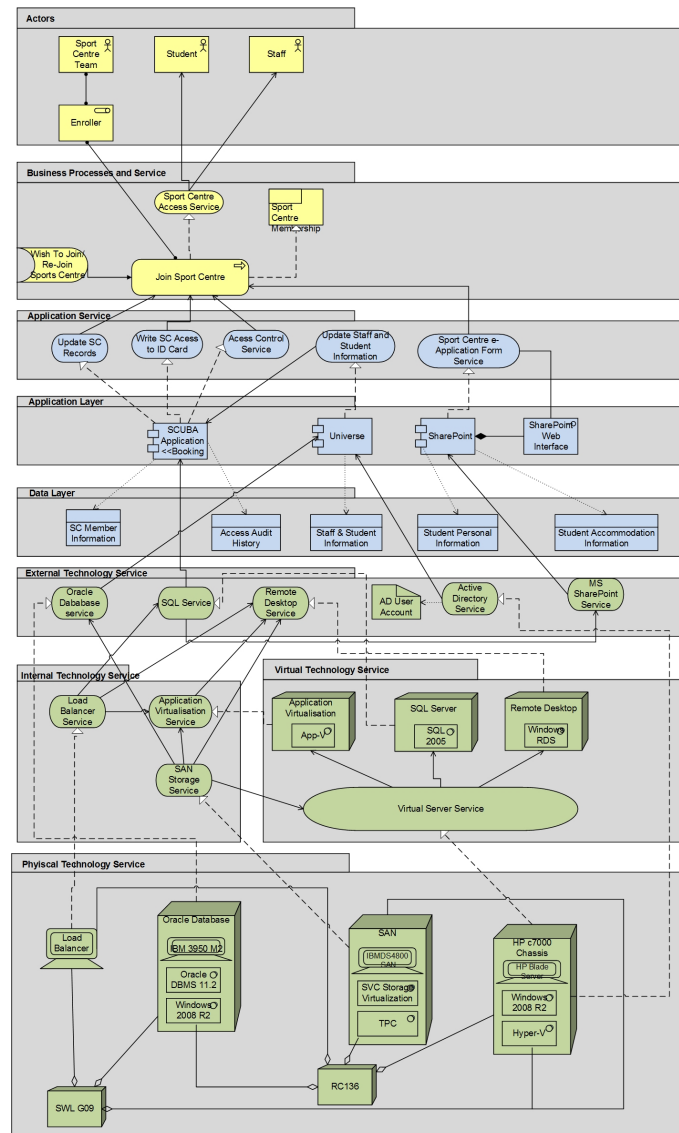 Actors
Sport
Centre
Team
Student
Staff
Enroller
Business Processes and Service
Sport Centre
Access Service
Sport
Centre
Membership
Wish To Join/
Re-Join
Sports Centre
Join Sport Centre
Application Service
Update SC
Records
Write SC Acess
to ID Card
Acess Control
Service
Update Staff and
Student
Information
Sport Centre e-
Application Form
Service
Application Layer
SCUBA
Application
<<Booking
Universe
SharePoint
SharePoint
Web
Interface
Data Layer
SC Member
Information
Access Audit
History
Staff & Student
Information
Student Personal
Information
Student Accommodation
Information
External Technology Service
Oracle
Dababase
service
SQL Service
Remote
Desktop
Service
AD User
Account
Active
Directory
Service
MS
SharePoint
Service
Internal Technology Service
Load
Balancer
Service
Application
Virtualisation
Service
SAN
Storage
Service
Virtual Technology Service
Application
Virtualisation
App-V
SQL Server
SQL
2005
Remote Desktop
Windows
RDS
Virtual Server Service
Phyiscal Technology Service
Load
Balancer
Oracle Database
IBM 3950 M2
Oracle
DBMS 11.2
Windows
2008 R2
SAN
IBMDS4800
SAN
SVC Storage
Virtualization
TPC
HP c7000
Chassis
HP Blade
Server
Windows
2008 R2
Hyper-V
SWL G09
RC136